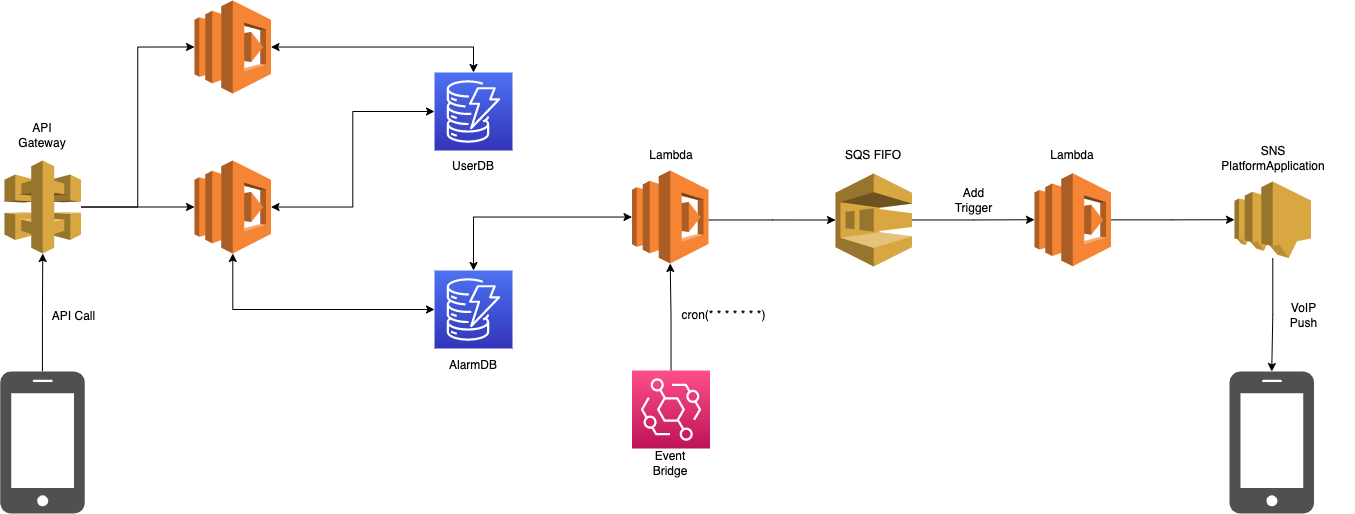 API
Gateway
API Call
UserDB
AlarmDB
Lambda
cron(* * * * * * *)
Event
Bridge
SQS FIFO
Add
Trigger
Lambda
SNS
PlatformApplication
VoIP
Push